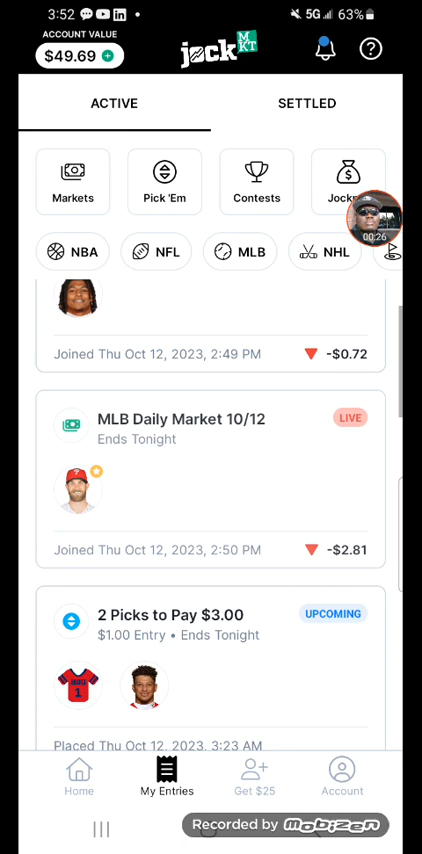 3:52
5G
63%
ACCOUNT VALUE
$49.69
jock MKT
ACTIVE
SETTLED
Markets
Pick 'Em
Contests
Jockp
00:26
NBA
NFL
MLB
NHL
Joined Thu Oct 12, 2023, 2:49 PM
-$0.72
MLB Daily Market 10/12
LIVE
Ends Tonight
Joined Thu Oct 12, 2023, 2:50 PM
-$2.81
2 Picks to Pay $3.00
UPCOMING
$1.00 Entry • Ends Tonight
1
Placed Thu Oct 12, 2023, 3:23 AM
Home
My Entries
Get $25
Account
Recorded by mobizen